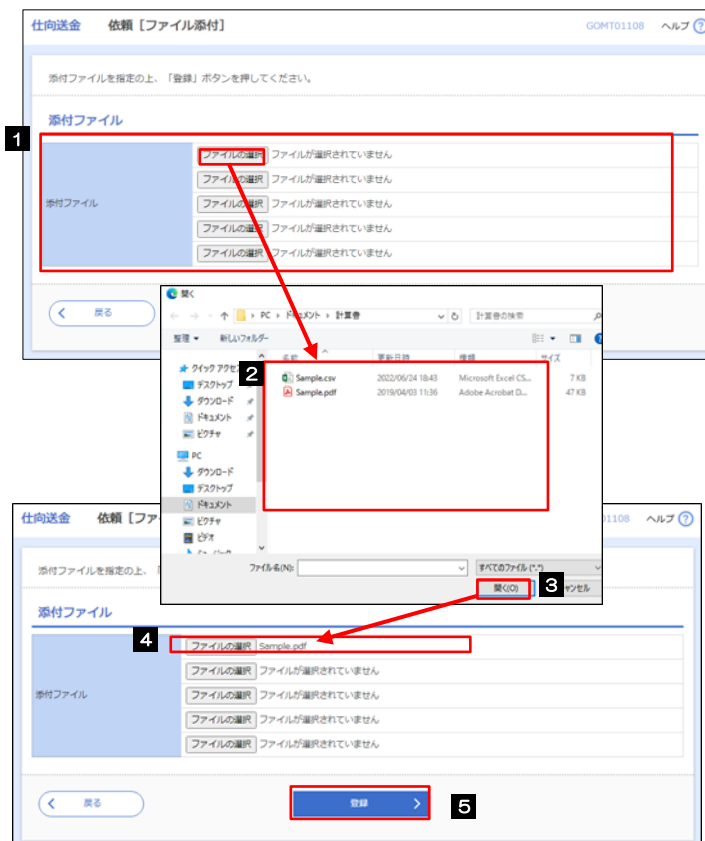 仕向送金 依頼［ファイル添付］ GOMT01108 ヘルプ ?
添付ファイルを指定の上、「登録」ボタンを押してください。
添付ファイル
1
添付ファイル
ファイルの選択 ファイルが選択されていません
ファイルの選択 ファイルが選択されていません
ファイルの選択 ファイルが選択されていません
ファイルの選択 ファイルが選択されていません
ファイルの選択 ファイルが選択されていません
戻る
開く
PC › ドキュメント › 計算書 計算書の検索
整理 新しいフォルダー
名前 更新日時 種類 サイズ
2
Sample.csv 2022/06/24 18:43 Microsoft Excel CS... 7 KB
Sample.pdf 2019/04/03 11:36 Adobe Acrobat D... 47 KB
クイック アクセ
デスクトップ
ダウンロード
ドキュメント
ピクチャ
PC
ダウンロード
デスクトップ
ドキュメント
ピクチャ
ビデオ
ファイル名(N): すべてのファイル (*.*)
開く(O) 3 ャンセル
仕向送金 依頼［ファ 01108 ヘルプ ?
添付ファイルを指定の上、
添付ファイル
4
添付ファイル
ファイルの選択 Sample.pdf
ファイルの選択 ファイルが選択されていません
ファイルの選択 ファイルが選択されていません
ファイルの選択 ファイルが選択されていません
ファイルの選択 ファイルが選択されていません
戻る 登録 5